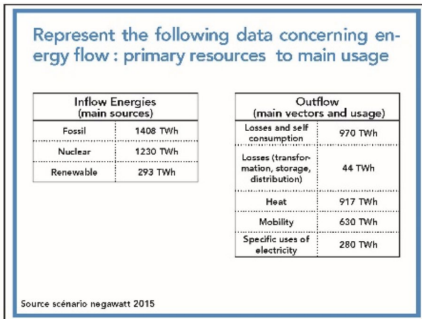 Represent the following data concerning en-
ergy flow : primary resources to main usage
Inflow Energies
(main sources)
Fossil 1408 TWh
Nuclear 1230 TWh
Renewable 293 TWh
Outflow
(main vectors and usage)
Losses and self
consumption 970 TWh
Losses (transfor-
mation, storage,
distribution) 44 TWh
Heat 917 TWh
Mobility 630 TWh
Specific uses of
electricity 280 TWh
Source scénario negawatt 2015